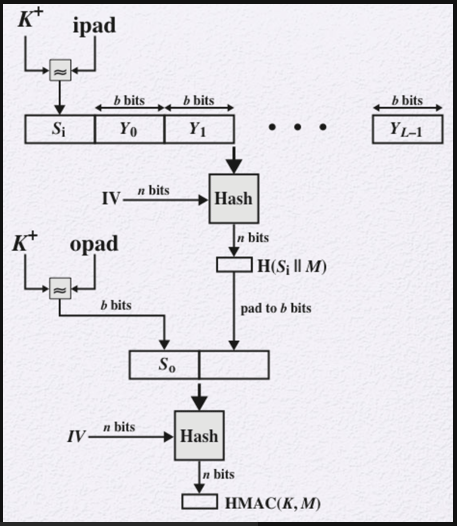 K+ ipad
≈
b bits b bits b bits
Si Y0 Y1 • • • YL–1
IV n bits Hash
n bits
K+ opad
H(Si || M)
≈
b bits
pad to b bits
So
IV n bits Hash
n bits
HMAC(K, M)